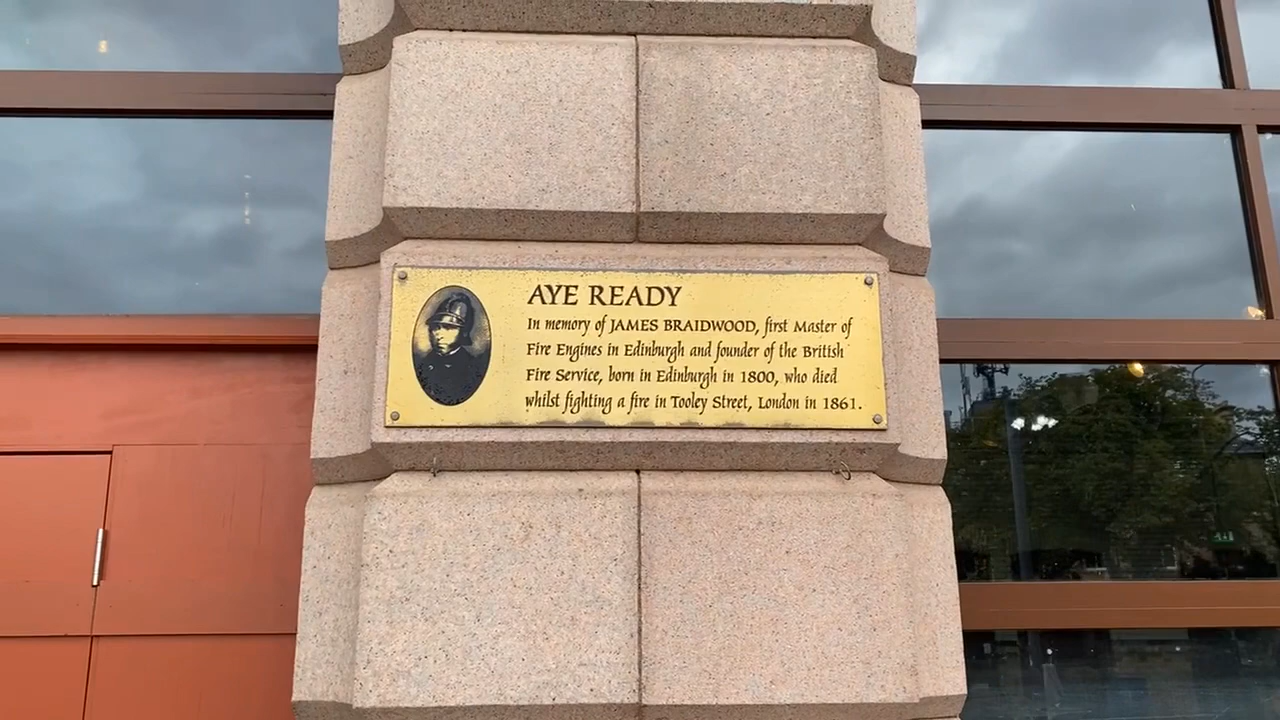 AYE READY
In memory of JAMES BRAIDWOOD, first Master of
Fire Engines in Edinburgh and founder of the British
Fire Service, born in Edinburgh in 1800, who died
whilst fighting a fire in Tooley Street, London in 1861.